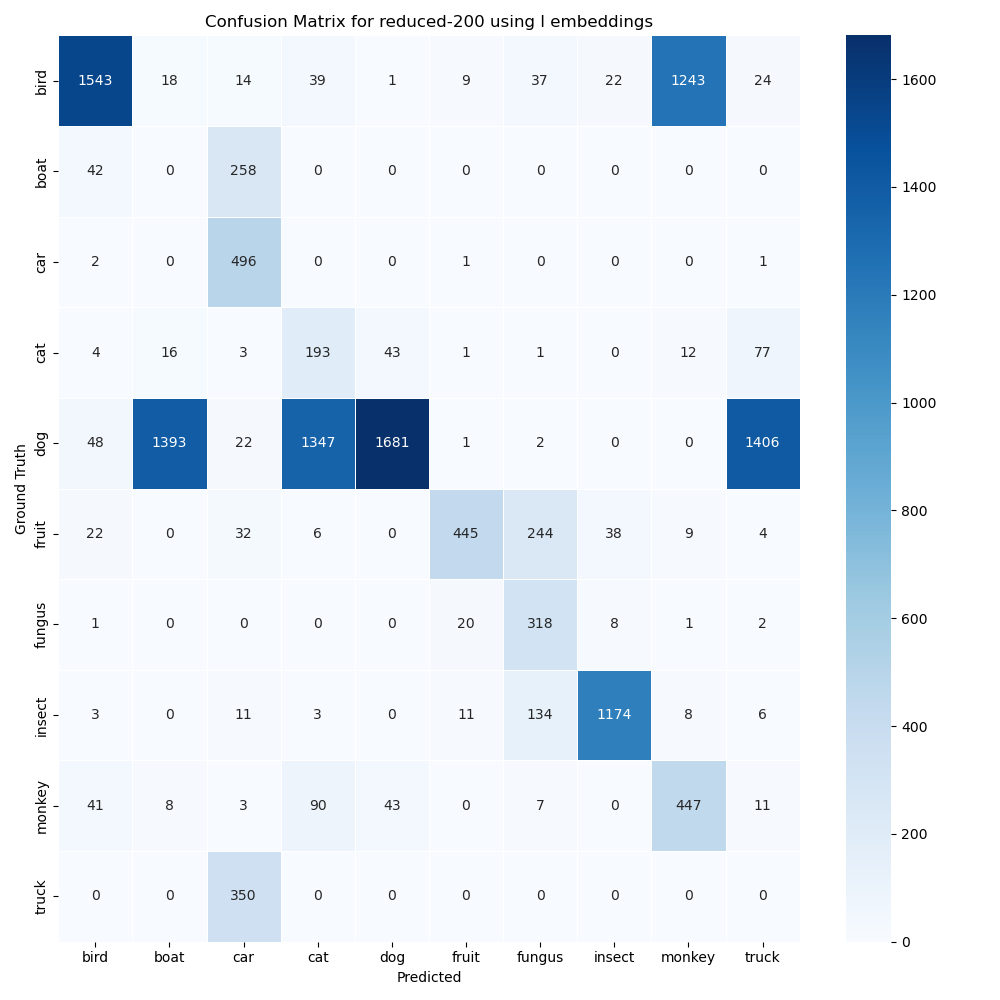 Confusion Matrix for reduced-200 using l embeddings
bird 1543 18 14 39 1 9 37 22 1243 24
boat 42 0 258 0 0 0 0 0 0 0
car 2 0 496 0 0 1 0 0 0 1
cat 4 16 3 193 43 1 1 0 12 77
dog 48 1393 22 1347 1681 1 2 0 0 1406
fruit 22 0 32 6 0 445 244 38 9 4
fungus 1 0 0 0 0 20 318 8 1 2
insect 3 0 11 3 0 11 134 1174 8 6
monkey 41 8 3 90 43 0 7 0 447 11
truck 0 0 350 0 0 0 0 0 0 0
bird boat car cat dog fruit fungus insect monkey truck
Predicted
Ground Truth
1600
1400
1200
1000
800
600
400
200
0